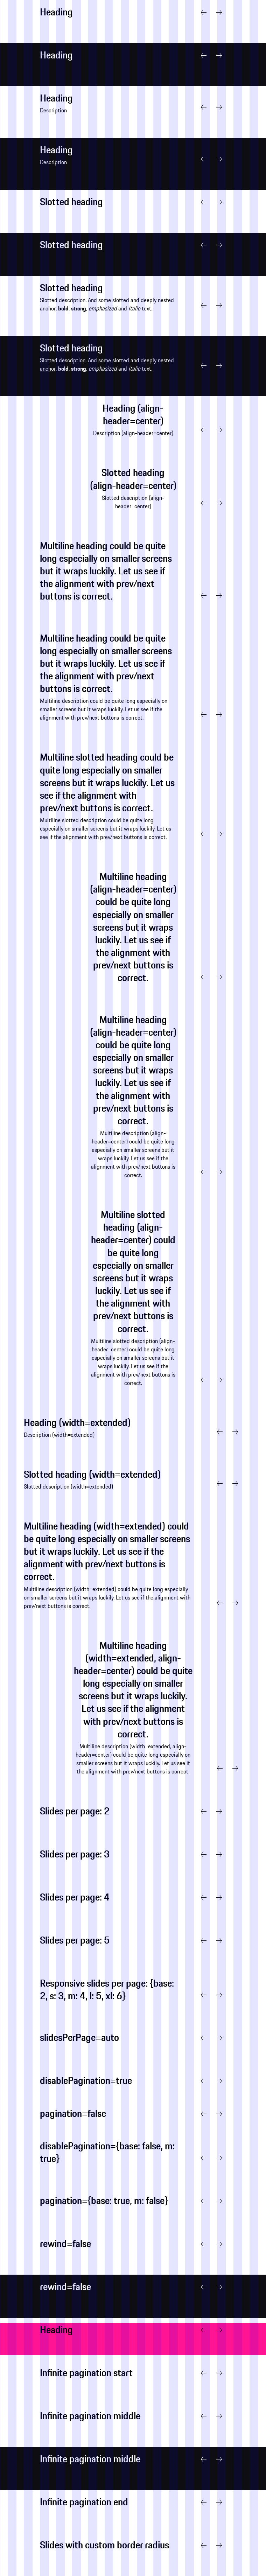 Heading
Heading
Heading
Description
Heading
Description
Slotted heading
Slotted heading
Slotted heading
Slotted description. And some slotted and deeply nested
anchor, bold, strong, emphasized and italic text.
Slotted heading
Slotted description. And some slotted and deeply nested
anchor, bold, strong, emphasized and italic text.
Heading (align-
header=center)
Description (align-header=center)
Slotted heading
(align-header=center)
Slotted description (align-
header=center)
Multiline heading could be quite
long especially on smaller screens
but it wraps luckily. Let us see if
the alignment with prev/next
buttons is correct.
Multiline heading could be quite
long especially on smaller screens
but it wraps luckily. Let us see if
the alignment with prev/next
buttons is correct.
Multiline description could be quite long especially on
smaller screens but it wraps luckily. Let us see if the
alignment with prev/next buttons is correct.
Multiline slotted heading could be
quite long especially on smaller
screens but it wraps luckily. Let us
see if the alignment with
prev/next buttons is correct.
Multiline slotted description could be quite long
especially on smaller screens but it wraps luckily. Let us
see if the alignment with prev/next buttons is correct.
Multiline heading
(align-header=center)
could be quite long
especially on smaller
screens but it wraps
luckily. Let us see if
the alignment with
prev/next buttons is
correct.
Multiline heading
(align-header=center)
could be quite long
especially on smaller
screens but it wraps
luckily. Let us see if
the alignment with
prev/next buttons is
correct.
Multiline description (align-
header=center) could be quite long
especially on smaller screens but it
wraps luckily. Let us see if the
alignment with prev/next buttons is
correct.
Multiline slotted
heading (align-
header=center) could
be quite long
especially on smaller
screens but it wraps
luckily. Let us see if
the alignment with
prev/next buttons is
correct.
Multiline slotted description (align-
header=center) could be quite long
especially on smaller screens but it
wraps luckily. Let us see if the
alignment with prev/next buttons is
correct.
Heading (width=extended)
Description (width=extended)
Slotted heading (width=extended)
Slotted description (width=extended)
Multiline heading (width=extended) could
be quite long especially on smaller screens
but it wraps luckily. Let us see if the
alignment with prev/next buttons is
correct.
Multiline description (width=extended) could be quite long especially
on smaller screens but it wraps luckily. Let us see if the alignment with
prev/next buttons is correct.
Multiline heading
(width=extended, align-
header=center) could be quite
long especially on smaller
screens but it wraps luckily.
Let us see if the alignment
with prev/next buttons is
correct.
Multiline description (width=extended, align-
header=center) could be quite long especially on
smaller screens but it wraps luckily. Let us see if
the alignment with prev/next buttons is correct.
Slides per page: 2
Slides per page: 3
Slides per page: 4
Slides per page: 5
Responsive slides per page: {base:
2, s: 3, m: 4, l: 5, xl: 6}
slidesPerPage=auto
disablePagination=true
pagination=false
disablePagination={base: false, m:
true}
pagination={base: true, m: false}
rewind=false
rewind=false
Heading
Infinite pagination start
Infinite pagination middle
Infinite pagination middle
Infinite pagination end
Slides with custom border radius